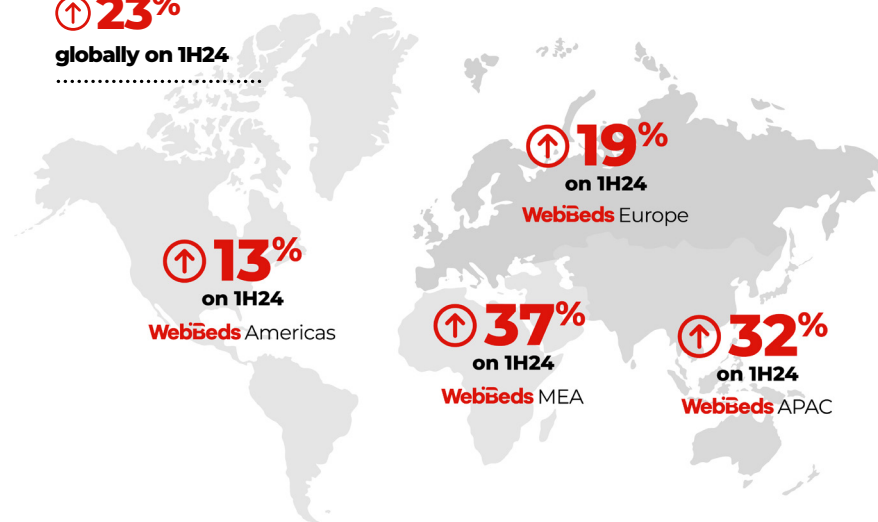 23%
globally on 1H24
19%
on 1H24
WebBeds Europe
13%
on 1H24
WebBeds Americas
37%
on 1H24
WebBeds MEA
32%
on 1H24
WebBeds APAC